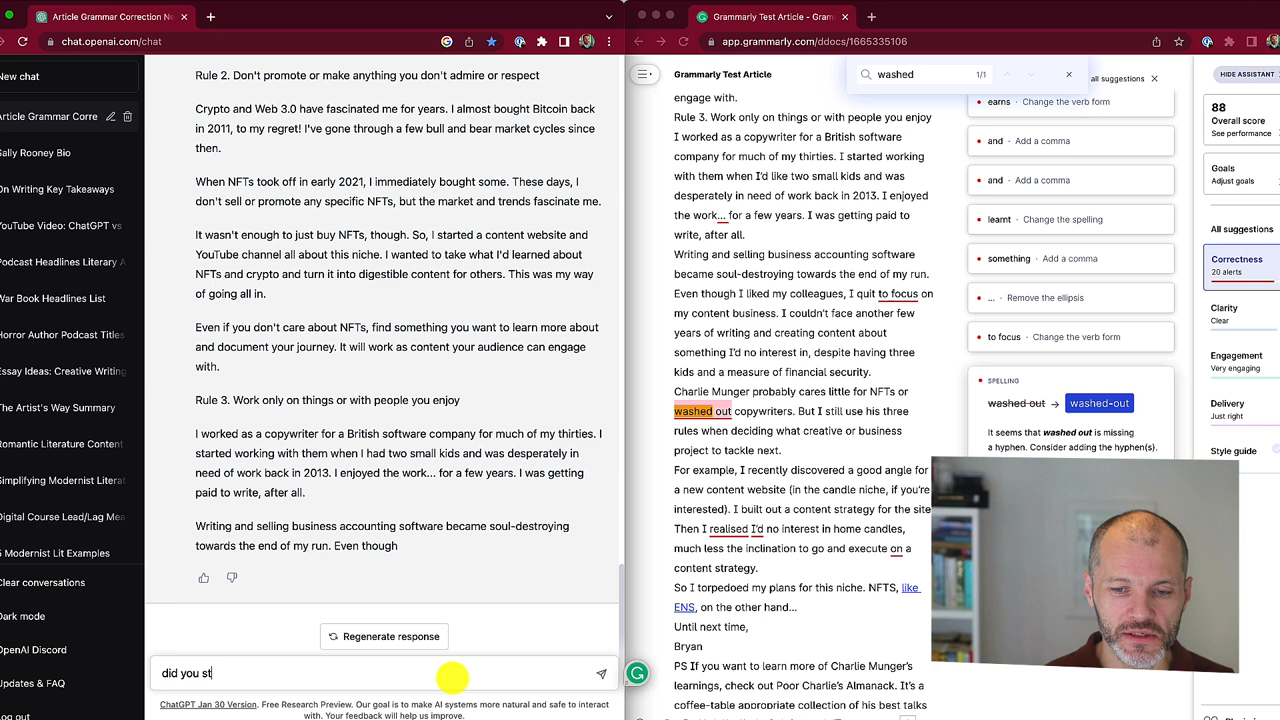 Article Grammar Correction Ne
Grammarly Test Article - Gram
chat.openai.com/chat
app.grammarly.com/ddocs/1665335106
New chat
Article Grammar Corre
Sally Rooney Bio
On Writing Key Takeaways
YouTube Video: ChatGPT vs
Podcast Headlines Literary A
War Book Headlines List
Horror Author Podcast Titles
Essay Ideas: Creative Writing
The Artist's Way Summary
Romantic Literature Content
Simplifying Modernist Literat
Digital Course Lead/Lag Mea
5 Modernist Lit Examples
Clear conversations
Dark mode
OpenAI Discord
Updates & FAQ
Log out
Rule 2. Don't promote or make anything you don't admire or respect
Crypto and Web 3.0 have fascinated me for years. I almost bought Bitcoin back
in 2011, to my regret! I've gone through a few bull and bear market cycles since
then.
When NFTs took off in early 2021, I immediately bought some. These days, I
don't sell or promote any specific NFTs, but the market and trends fascinate me.
It wasn't enough to just buy NFTs, though. So, I started a content website and
YouTube channel all about this niche. I wanted to take what I'd learned about
NFTs and crypto and turn it into digestible content for others. This was my way
of going all in.
Even if you don't care about NFTs, find something you want to learn more about
and document your journey. It will work as content your audience can engage
with.
Rule 3. Work only on things or with people you enjoy
I worked as a copywriter for a British software company for much of my thirties. I
started working with them when I had two small kids and was desperately in
need of work back in 2013. I enjoyed the work... for a few years. I was getting
paid to write, after all.
Writing and selling business accounting software became soul-destroying
towards the end of my run. Even though
Regenerate response
did you st
ChatGPT Jan 30 Version. Free Research Preview. Our goal is to make AI systems more natural and safe to interact
with. Your feedback will help us improve.
Grammarly Test Article
washed
1/1
engage with.
Rule 3. Work only on things or with people you enjoy
I worked as a copywriter for a British software
company for much of my thirties. I started working
with them when I'd like two small kids and was
desperately in need of work back in 2013. I enjoyed
the work... for a few years. I was getting paid to
write, after all.
Writing and selling business accounting software
became soul-destroying towards the end of my run.
Even though I liked my colleagues, I quit to focus on
my content business. I couldn't face another few
years of writing and creating content about
something I'd no interest in, despite having three
kids and a measure of financial security.
Charlie Munger probably cares little for NFTs or
washed out copywriters. But I still use his three
rules when deciding what creative or business
project to tackle next.
For example, I recently discovered a good angle for
a new content website (in the candle niche, if you're
interested). I built out a content strategy for the site
Then I realised I'd no interest in home candles,
much less the inclination to go and execute on a
content strategy.
So I torpedoed my plans for this niche. NFTS, like
ENS, on the other hand...
Until next time,
Bryan
PS If you want to learn more of Charlie Munger's
learnings, check out Poor Charlie's Almanack. It's a
coffee-table appropriate collection of his best talks
all suggestions
earns · Change the verb form
and · Add a comma
and · Add a comma
learnt · Change the spelling
something · Add a comma
... · Remove the ellipsis
to focus · Change the verb form
SPELLING
washed out → washed-out
It seems that washed out is missing
a hyphen. Consider adding the hyphen(s).
HIDE ASSISTANT
88
Overall score
See performance
Goals
Adjust goals
All suggestions
Correctness
20 alerts
Clarity
Clear
Engagement
Very engaging
Delivery
Just right
Style guide